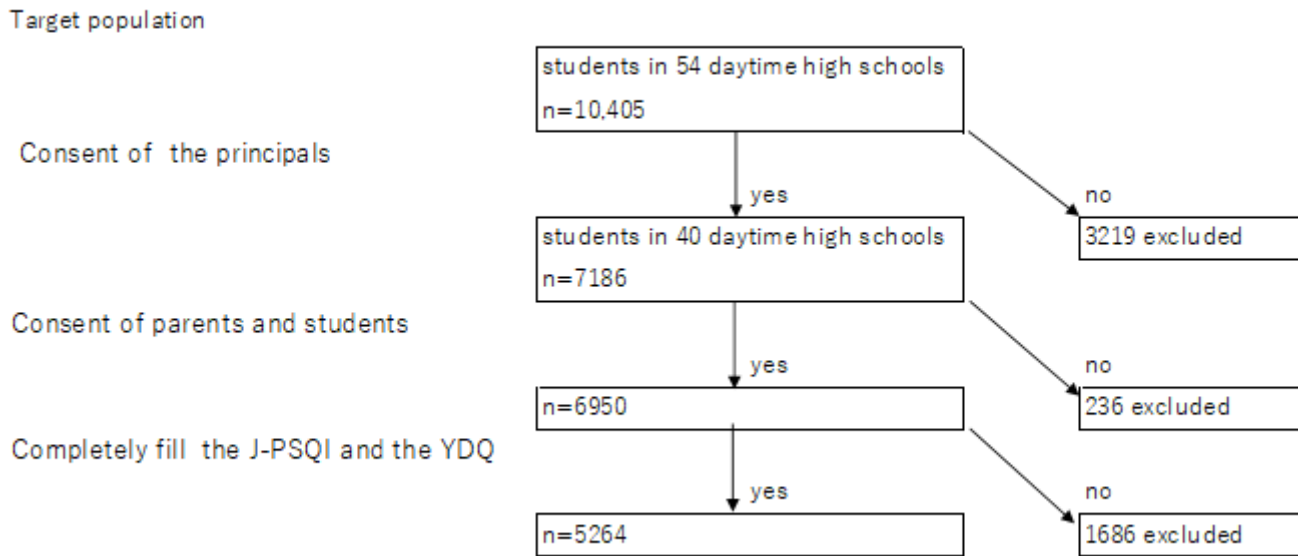 Target population
students in 54 daytime high schools
n=10,405
Consent of the principals
yes
no
students in 40 daytime high schools
n=7186
3219 excluded
Consent of parents and students
yes
no
n=6950
236 excluded
Completely fill the J-PSQI and the YDQ
yes
no
n=5264
1686 excluded